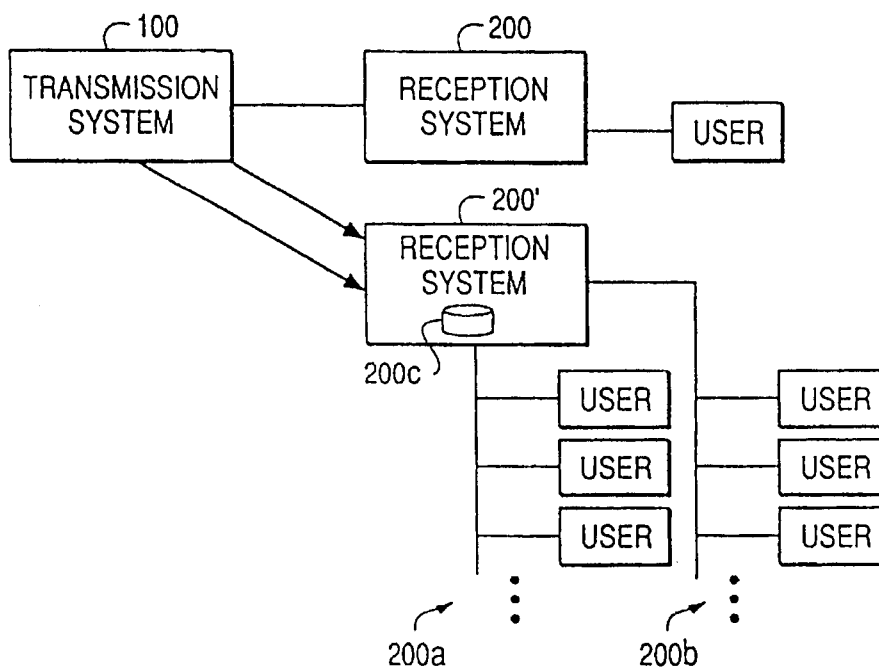 100
TRANSMISSION
SYSTEM
200
RECEPTION
SYSTEM
USER
200'
RECEPTION
SYSTEM
200c
USER
USER
USER
USER
USER
USER
200a
200b